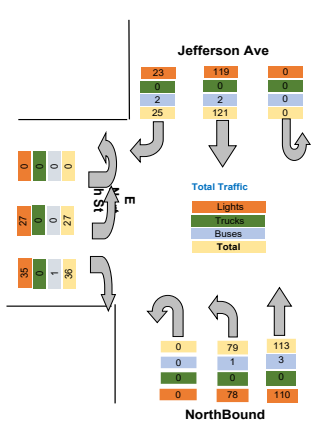 Jefferson Ave
23 119 0
0 0 0
2 2 0
25 121 0
0 0 0 0
27 0 0 27
35 0 1 36
Total Traffic
Lights
Trucks
Buses
Total
0 79 113
0 1 3
0 0 0
0 78 110
NorthBound